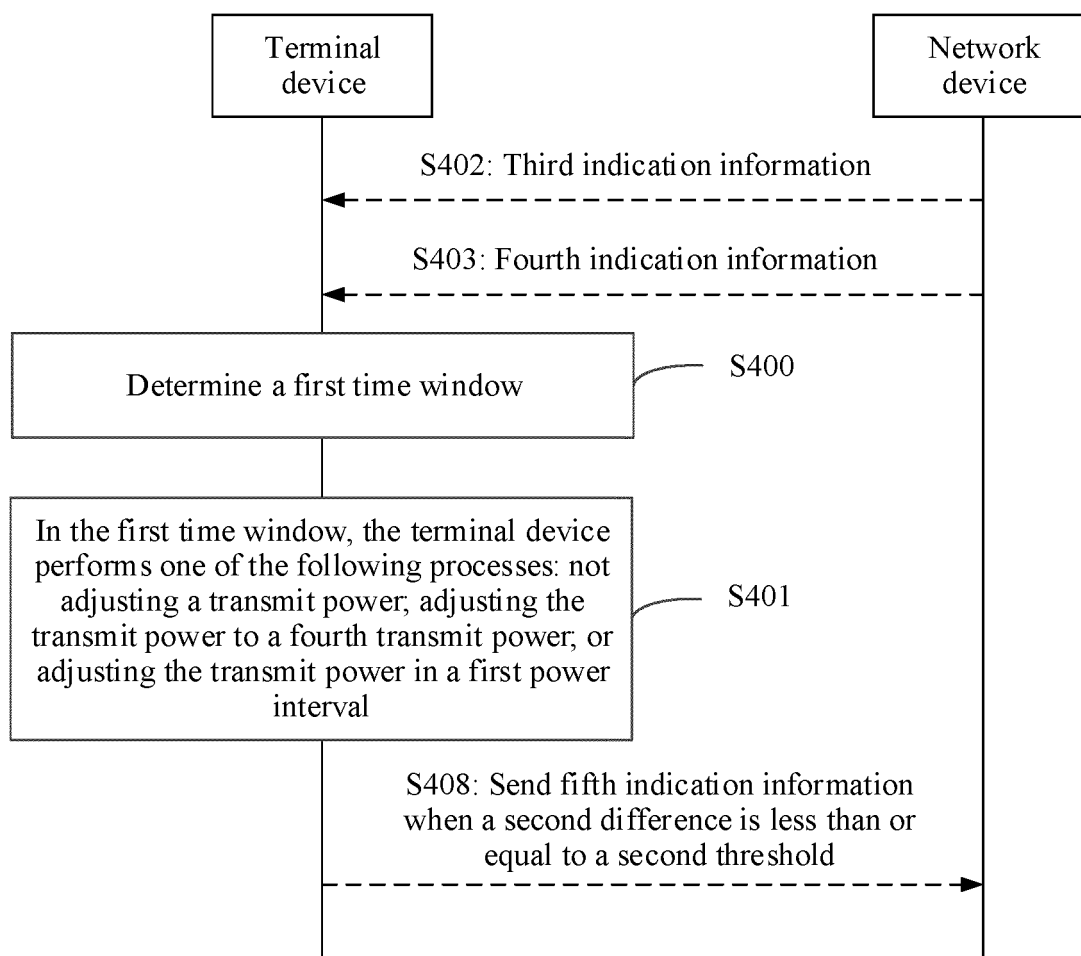 Terminal
device
Network
device
S402: Third indication information
S403: Fourth indication information
Determine a first time window
S400
In the first time window, the terminal device
performs one of the following processes: not
adjusting a transmit power; adjusting the
transmit power to a fourth transmit power; or
adjusting the transmit power in a first power
interval
S401
S408: Send fifth indication information
when a second difference is less than or
equal to a second threshold